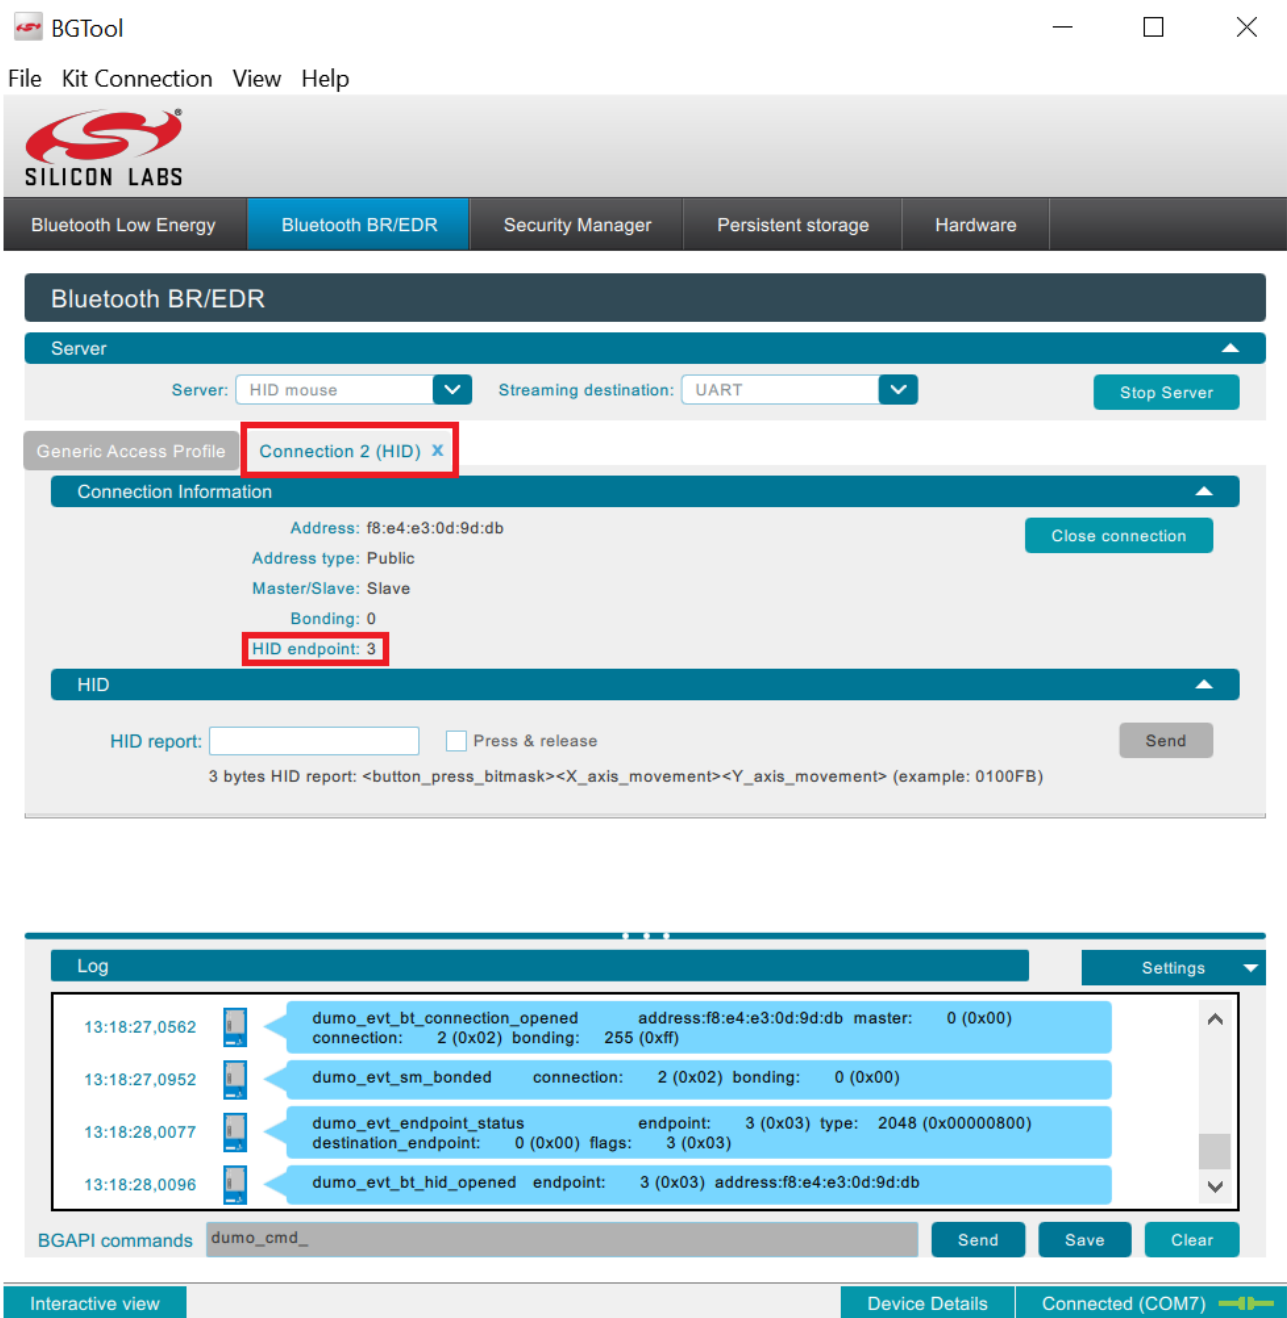 BGTool
File Kit Connection View Help
SILICON LABS
Bluetooth Low Energy Bluetooth BR/EDR Security Manager Persistent storage Hardware
Bluetooth BR/EDR
Server
Server: HID mouse Streaming destination: UART Stop Server
Generic Access Profile Connection 2 (HID) X
Connection Information
Address: f8:e4:e3:0d:9d:db Close connection
Address type: Public
Master/Slave: Slave
Bonding: 0
HID endpoint: 3
HID
HID report: Press & release Send
3 bytes HID report: <button_press_bitmask><X_axis_movement><Y_axis_movement> (example: 0100FB)
Log Settings
13:18:27,0562 dumo_evt_bt_connection_opened address:f8:e4:e3:0d:9d:db master: 0 (0x00)
connection: 2 (0x02) bonding: 255 (0xff)
13:18:27,0952 dumo_evt_sm_bonded connection: 2 (0x02) bonding: 0 (0x00)
13:18:28,0077 dumo_evt_endpoint_status endpoint: 3 (0x03) type: 2048 (0x00000800)
destination_endpoint: 0 (0x00) flags: 3 (0x03)
13:18:28,0096 dumo_evt_bt_hid_opened endpoint: 3 (0x03) address:f8:e4:e3:0d:9d:db
BGAPI commands dumo_cmd_ Send Save Clear
Interactive view Device Details Connected (COM7)